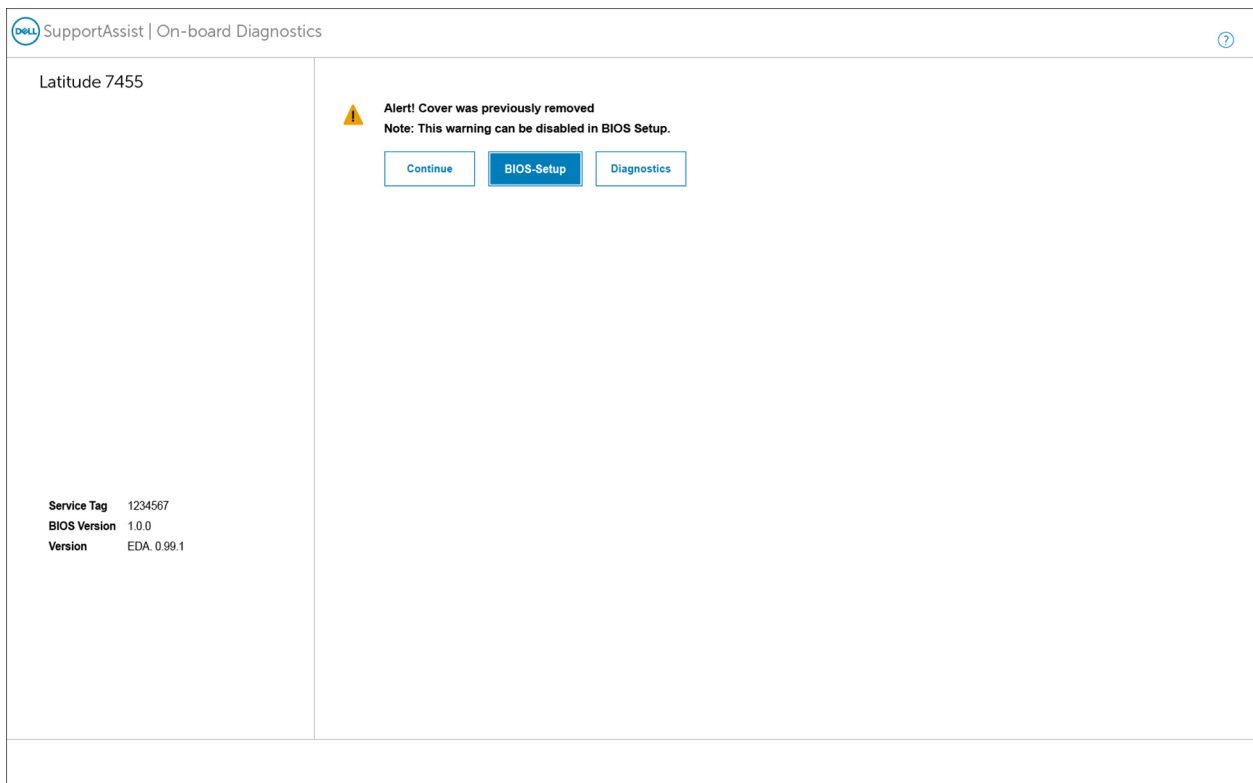 DELL SupportAssist | On-board Diagnostics
?
Latitude 7455
Alert! Cover was previously removed
Note: This warning can be disabled in BIOS Setup.
Continue BIOS-Setup Diagnostics
Service Tag 1234567
BIOS Version 1.0.0
Version EDA. 0.99.1